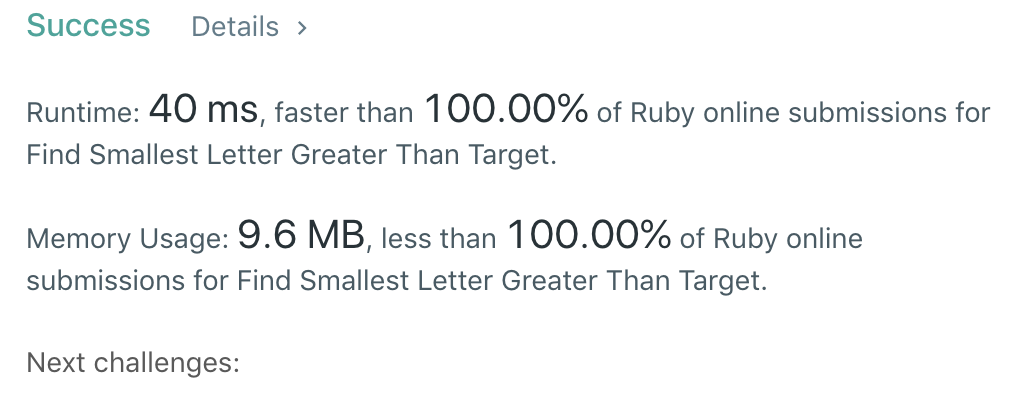 Success Details >
Runtime: 40 ms, faster than 100.00% of Ruby online submissions for
Find Smallest Letter Greater Than Target.
Memory Usage: 9.6 MB, less than 100.00% of Ruby online
submissions for Find Smallest Letter Greater Than Target.
Next challenges: